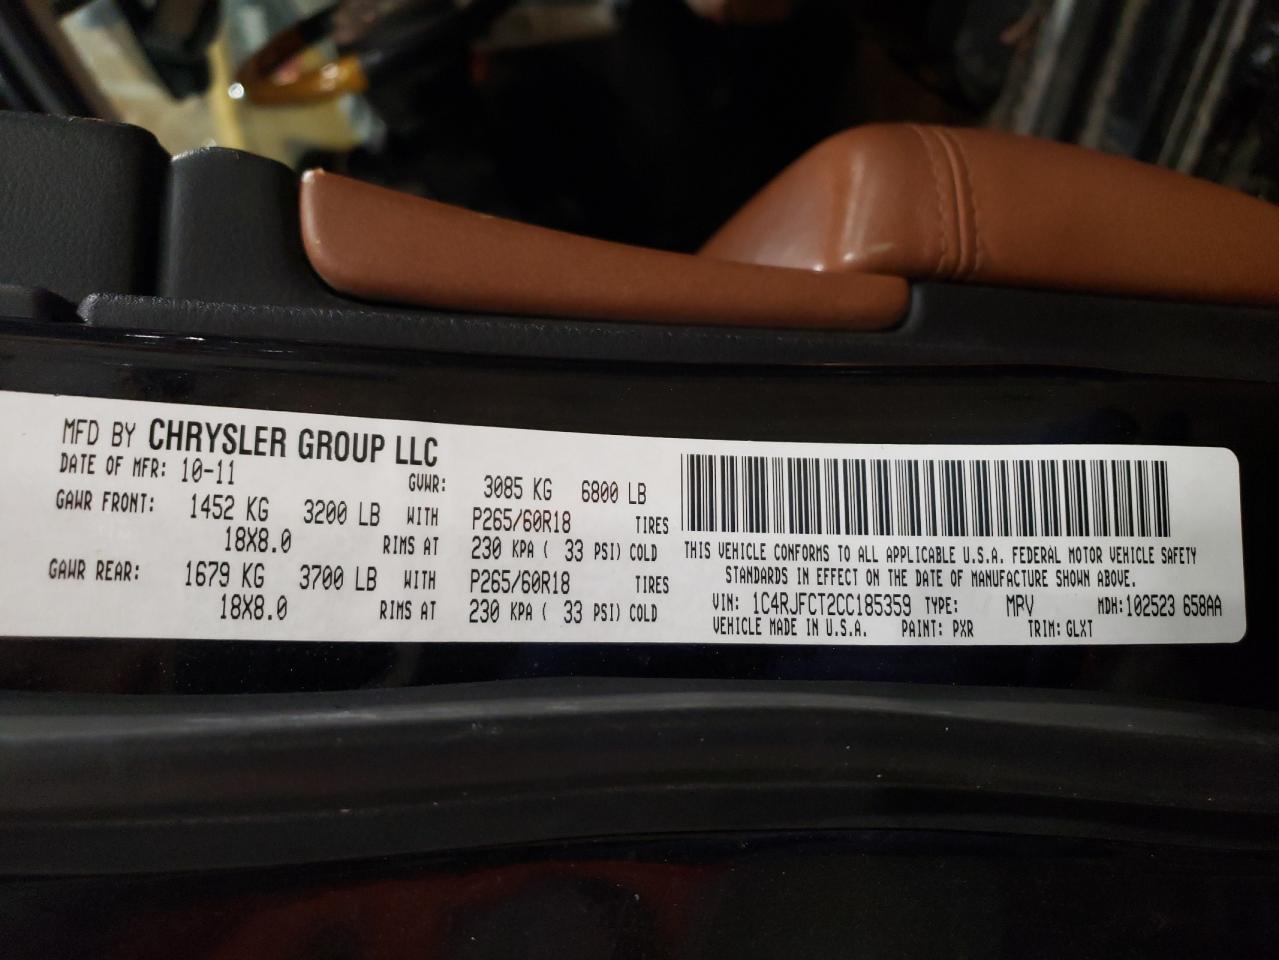 MFD BY CHRYSLER GROUP LLC
DATE OF MFR: 10-11 GVWR: 3085 KG 6800 LB
GAWR FRONT: 1452 KG 3200 LB WITH P265/60R18 TIRES
18X8.0 RIMS AT 230 KPA ( 33 PSI) COLD
GAWR REAR: 1679 KG 3700 LB WITH P265/60R18 TIRES
18X8.0 RIMS AT 230 KPA ( 33 PSI) COLD
THIS VEHICLE CONFORMS TO ALL APPLICABLE U.S.A. FEDERAL MOTOR VEHICLE SAFETY
STANDARDS IN EFFECT ON THE DATE OF MANUFACTURE SHOWN ABOVE.
VIN: 1C4RJFCT2CC185359 TYPE: MPV MDH: 102523 658AA
VEHICLE MADE IN U.S.A. PAINT: PXR TRIM: GLXT